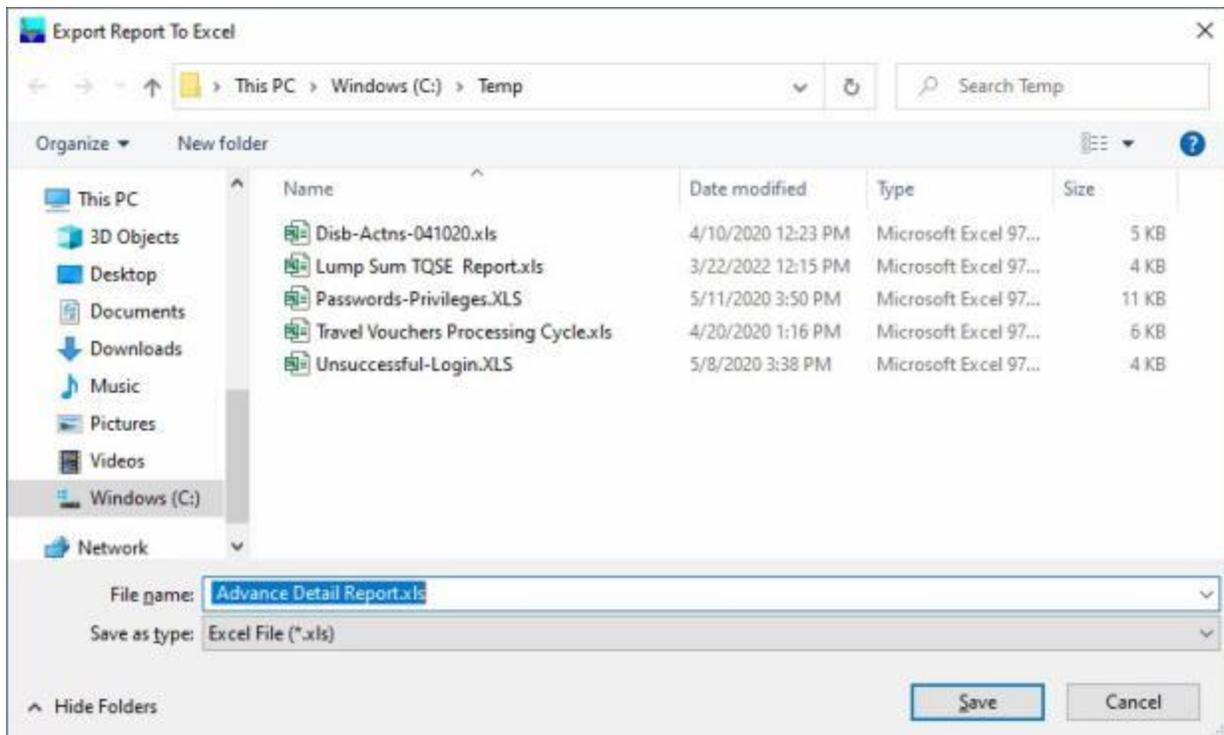 Export Report To Excel
This PC > Windows (C:) > Temp
Search Temp
Organize
New folder
This PC
3D Objects
Desktop
Documents
Downloads
Music
Pictures
Videos
Windows (C:)
Network
Name Date modified Type Size
Disb-Actns-041020.xls 4/10/2020 12:23 PM Microsoft Excel 97... 5 KB
Lump Sum TQSE Report.xls 3/22/2022 12:15 PM Microsoft Excel 97... 4 KB
Passwords-Privileges.XLS 5/11/2020 3:50 PM Microsoft Excel 97... 11 KB
Travel Vouchers Processing Cycle.xls 4/20/2020 1:16 PM Microsoft Excel 97... 6 KB
Unsuccessful-Login.XLS 5/8/2020 3:38 PM Microsoft Excel 97... 4 KB
File name: Advance Detail Report.xls
Save as type: Excel File (*.xls)
Hide Folders
Save
Cancel